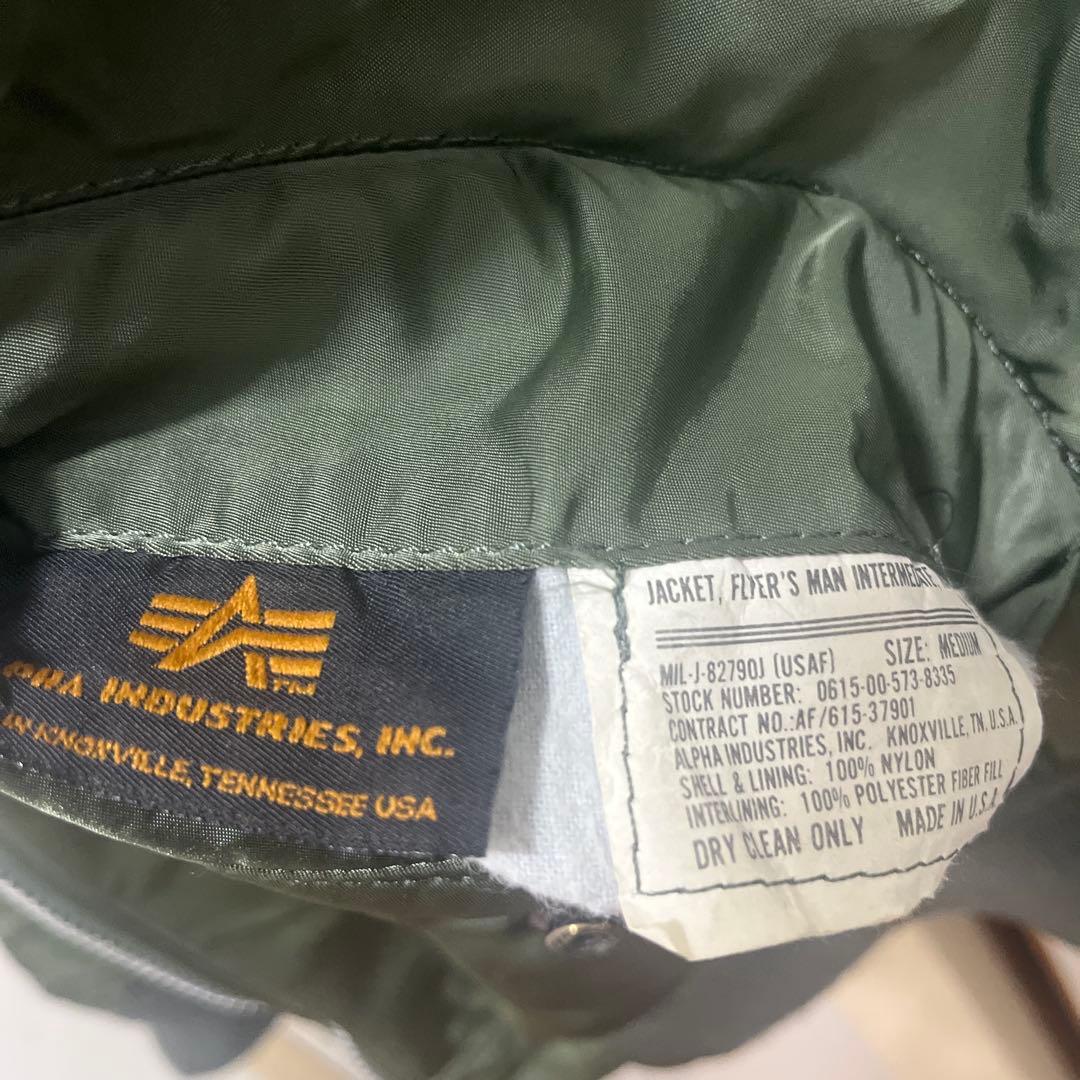 PHA INDUSTRIES, INC.
IN KNOXVILLE, TENNESSEE USA
TM
JACKET, FLYER'S MAN INTERMEDIATE
MIL-J-82790J (USAF) SIZE: MEDIUM
STOCK NUMBER: 0615-00-573-8335
CONTRACT NO.:AF/615-37901
ALPHA INDUSTRIES, INC. KNOXVILLE, TN. U.S.A.
SHELL & LINING: 100% NYLON
INTERLINING: 100% POLYESTER FIBER FILL
DRY CLEAN ONLY MADE IN U.S.A